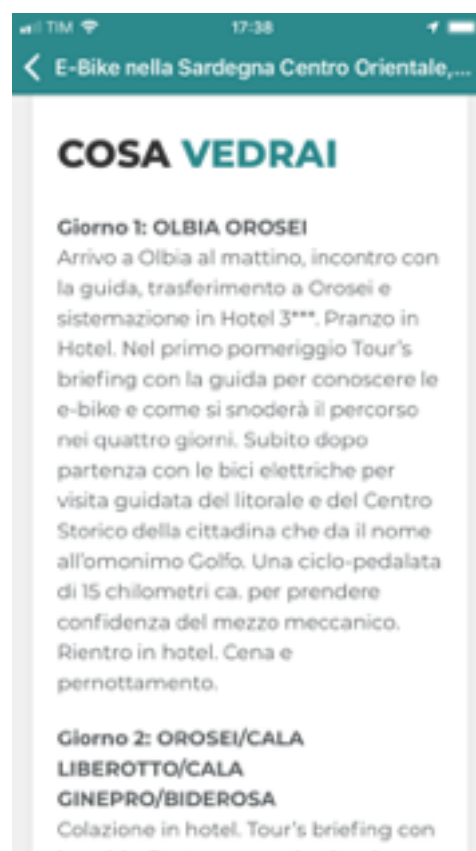 TIM 17:38
E-Bike nella Sardegna Centro Orientale,...
COSA VEDRAI
Giorno 1: OLBIA OROSEI
Arrivo a Olbia al mattino, incontro con
la guida, trasferimento a Orosei e
sistemazione in Hotel 3***. Pranzo in
Hotel. Nel primo pomeriggio Tour's
briefing con la guida per conoscere le
e-bike e come si snoderà il percorso
nei quattro giorni. Subito dopo
partenza con le bici elettriche per
visita guidata del litorale e del Centro
Storico della cittadina che da il nome
all'omonimo Golfo. Una ciclo-pedalata
di 15 chilometri ca. per prendere
confidenza del mezzo meccanico.
Rientro in hotel. Cena e
pernottamento.
Giorno 2: OROSEI/CALA
LIBEROTTO/CALA
GINEPRO/BIDEROSA
Colazione in hotel. Tour's briefing con